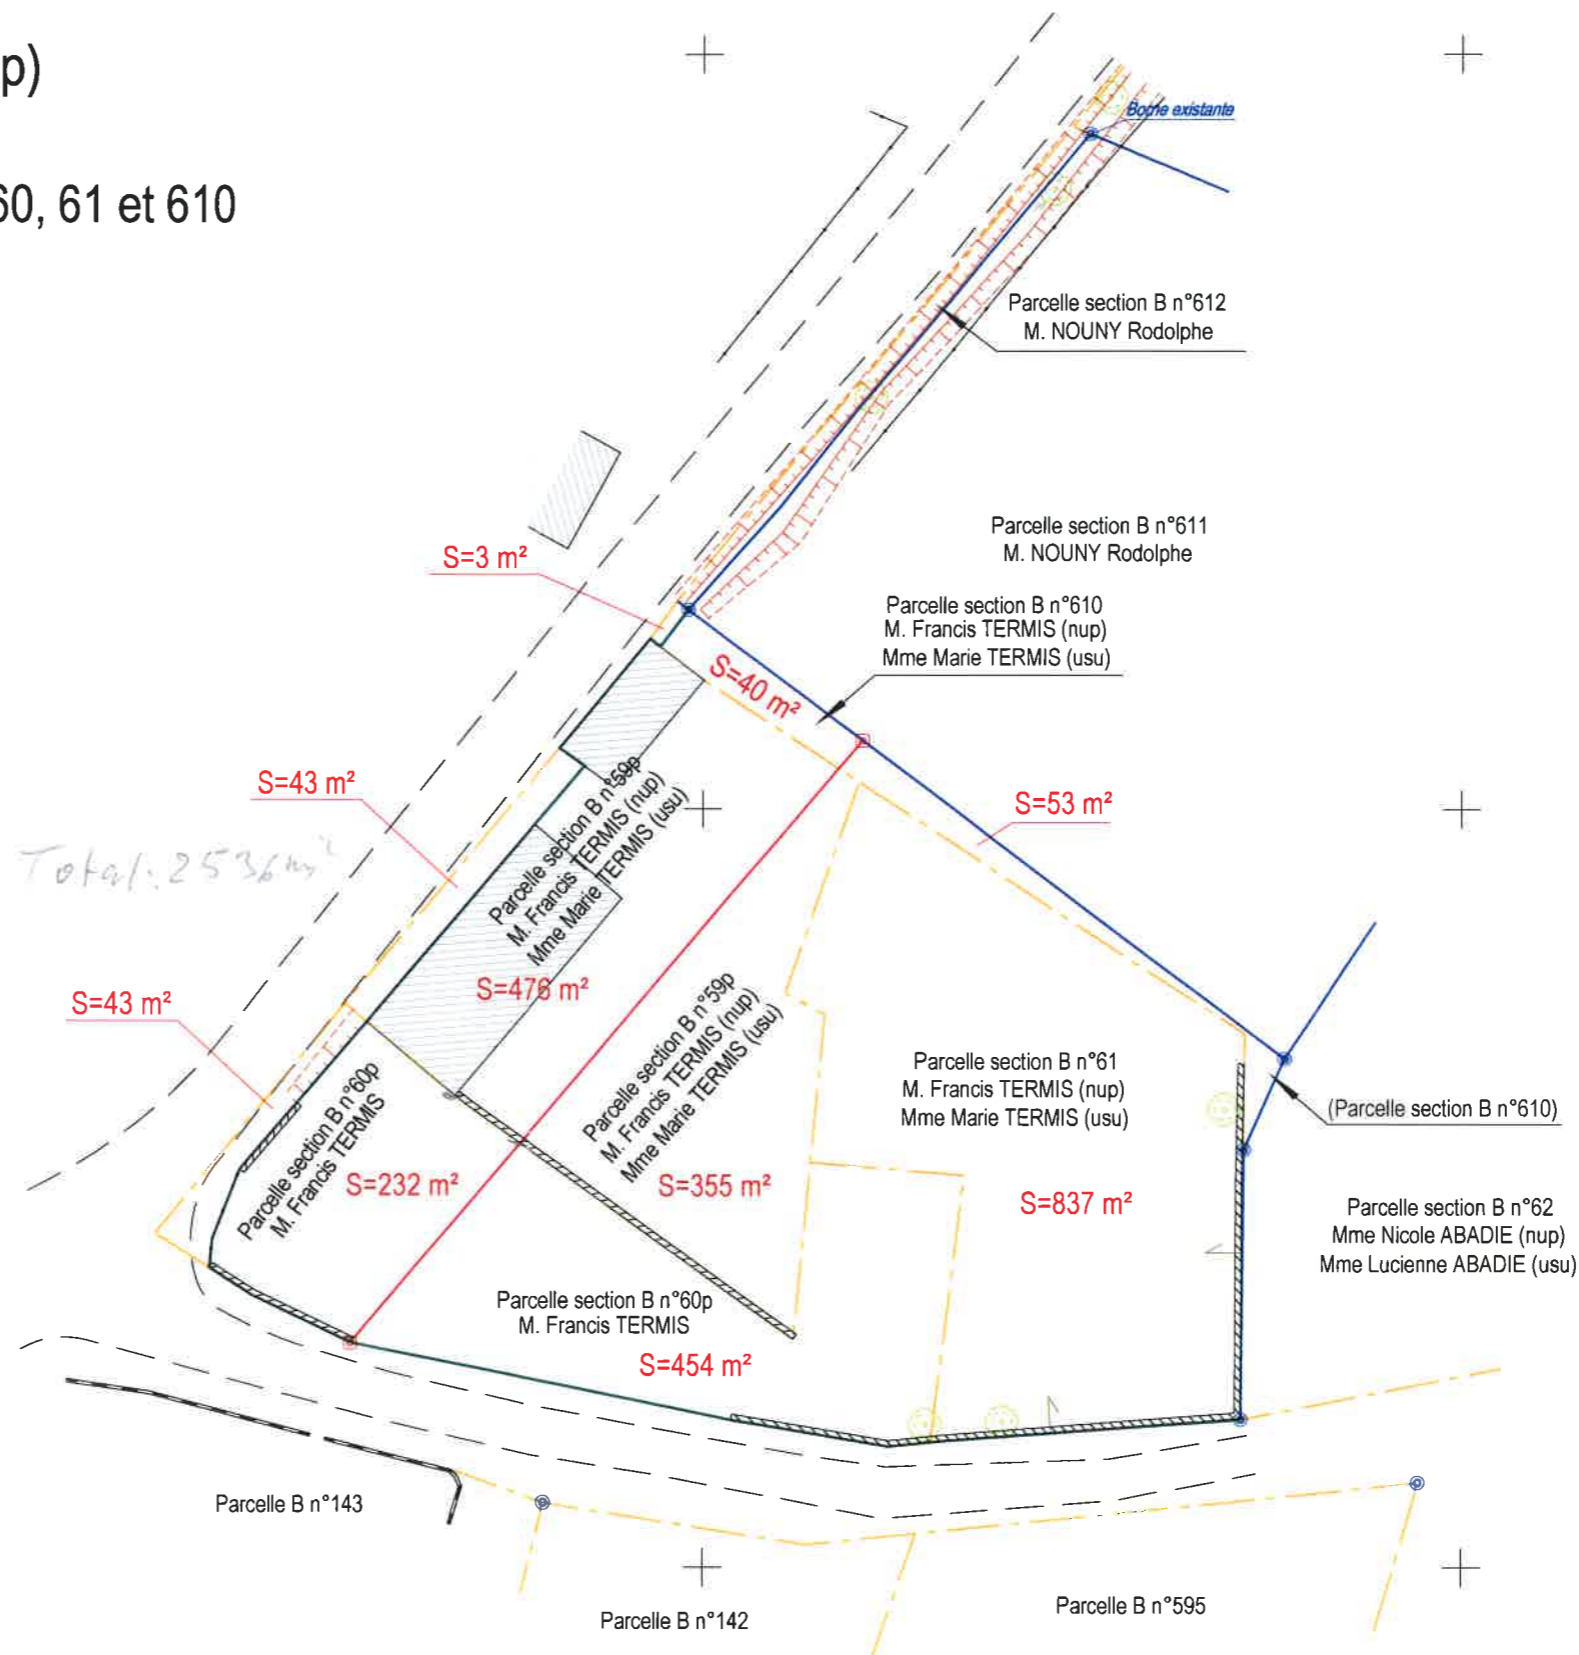 p)
60, 61 et 610
Borne existante
Parcelle section B n°612
M. NOUNY Rodolphe
Parcelle section B n°611
M. NOUNY Rodolphe
S=3 m²
Parcelle section B n°610
M. Francis TERMIS (nup)
Mme Marie TERMIS (usu)
S=40 m²
S=43 m²
S=53 m²
Total: 2536 m²
Parcelle section B n°59p
M. Francis TERMIS (nup)
Mme Marie TERMIS (usu)
S=476 m²
S=43 m²
Parcelle section B n°59p
M. Francis TERMIS (nup)
Mme Marie TERMIS (usu)
S=355 m²
Parcelle section B n°61
M. Francis TERMIS (nup)
Mme Marie TERMIS (usu)
S=837 m²
(Parcelle section B n°610)
Parcelle section B n°60p
M. Francis TERMIS
S=232 m²
Parcelle section B n°62
Mme Nicole ABADIE (nup)
Mme Lucienne ABADIE (usu)
Parcelle section B n°60p
M. Francis TERMIS
S=454 m²
Parcelle B n°143
Parcelle B n°142
Parcelle B n°595